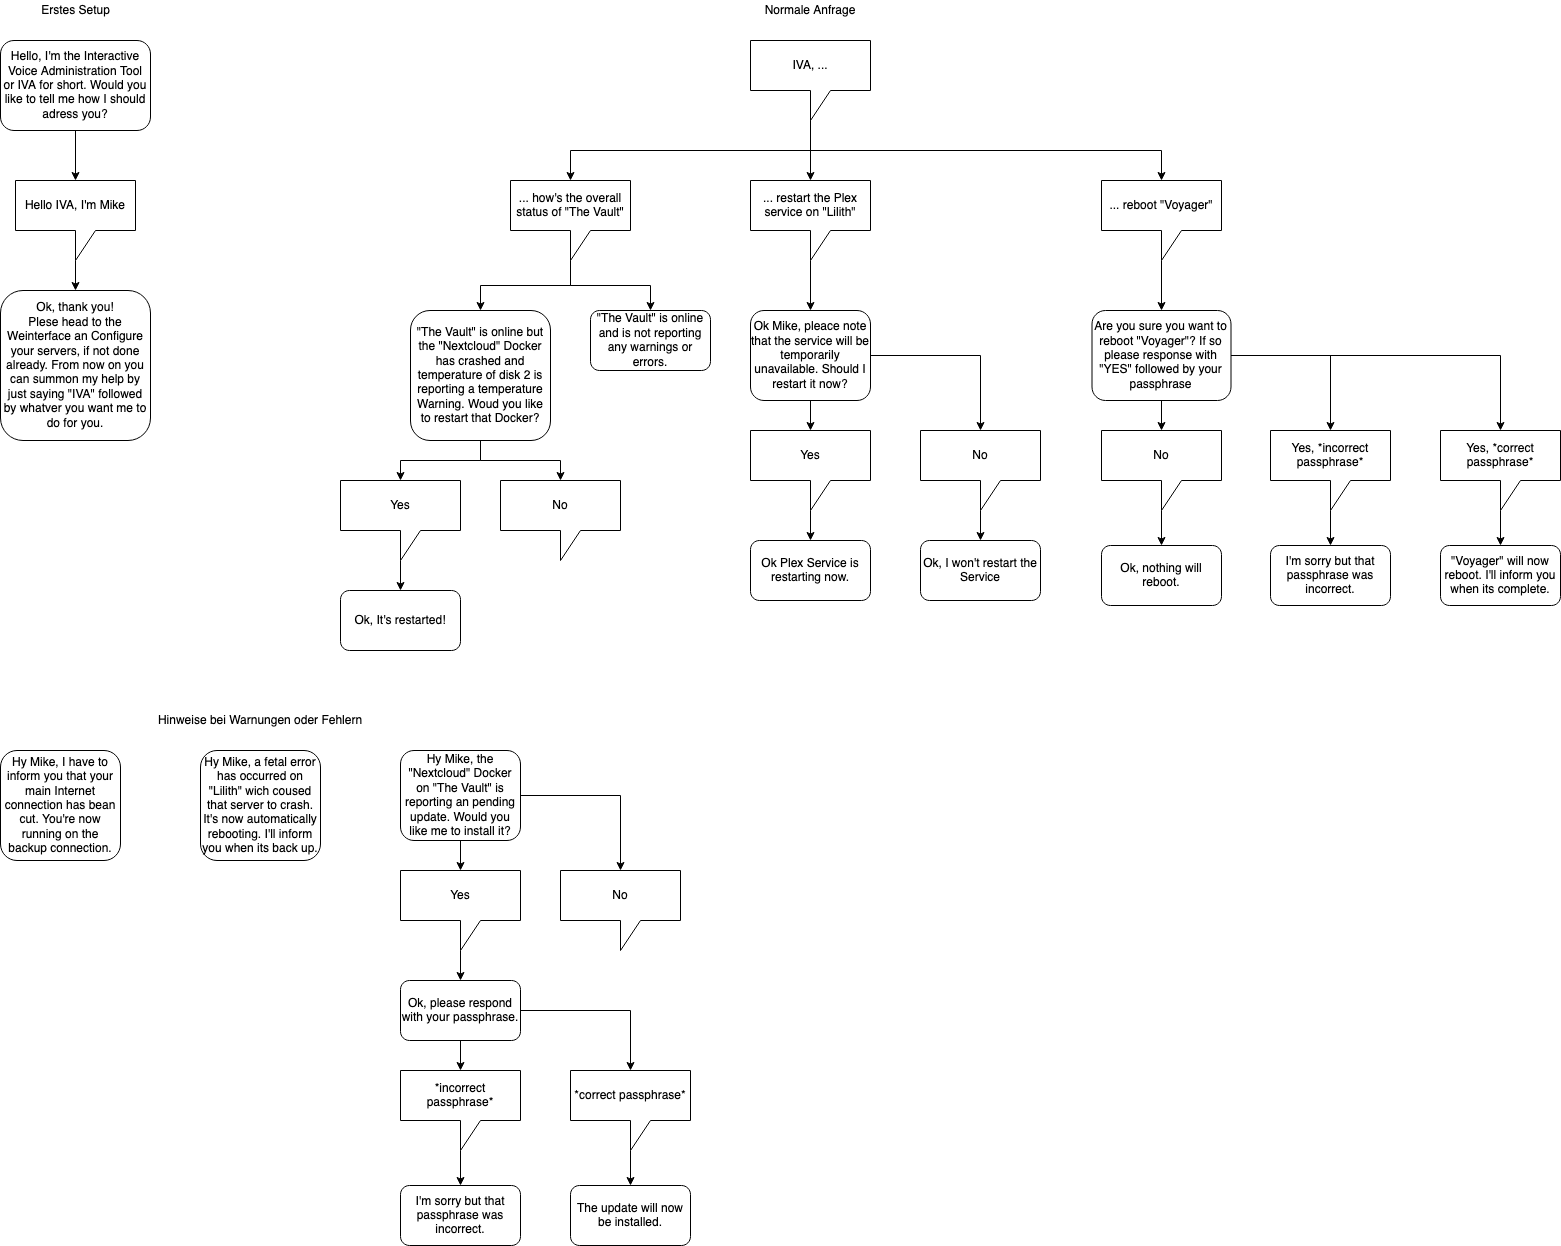 Erstes Setup
Hello, I'm the Interactive
Voice Administration Tool
or IVA for short. Would you
like to tell me how I should
adress you?
Hello IVA, I'm Mike
Ok, thank you!
Plese head to the
Weinterface an Configure
your servers, if not done
already. From now on you
can summon my help by
just saying "IVA" followed
by whatver you want me to
do for you.
Normale Anfrage
IVA, ...
... how's the overall
status of "The Vault"
"The Vault" is online but
the "Nextcloud" Docker
has crashed and
temperature of disk 2 is
reporting a temperature
Warning. Woud you like
to restart that Docker?
Yes
Ok, It's restarted!
No
"The Vault" is online
and is not reporting
any warnings or
errors.
... restart the Plex
service on "Lilith"
Ok Mike, pleace note
that the service will be
temporarily
unavailable. Should I
restart it now?
Yes
Ok Plex Service is
restarting now.
No
Ok, I won't restart the
Service
... reboot "Voyager"
Are you sure you want to
reboot "Voyager"? If so
please response with
"YES" followed by your
passphrase
No
Ok, nothing will
reboot.
Yes, *incorrect
passphrase*
I'm sorry but that
passphrase was
incorrect.
Yes, *correct
passphrase*
"Voyager" will now
reboot. I'll inform you
when its complete.
Hinweise bei Warnungen oder Fehlern
Hy Mike, I have to
inform you that your
main Internet
connection has bean
cut. You're now
running on the
backup connection.
Hy Mike, a fetal error
has occurred on
"Lilith" wich coused
that server to crash.
It's now automatically
rebooting. I'll inform
you when its back up.
Hy Mike, the
"Nextcloud" Docker
on "The Vault" is
reporting an pending
update. Would you
like me to install it?
Yes
No
Ok, please respond
with your passphrase.
*incorrect
passphrase*
I'm sorry but that
passphrase was
incorrect.
*correct passphrase*
The update will now
be installed.